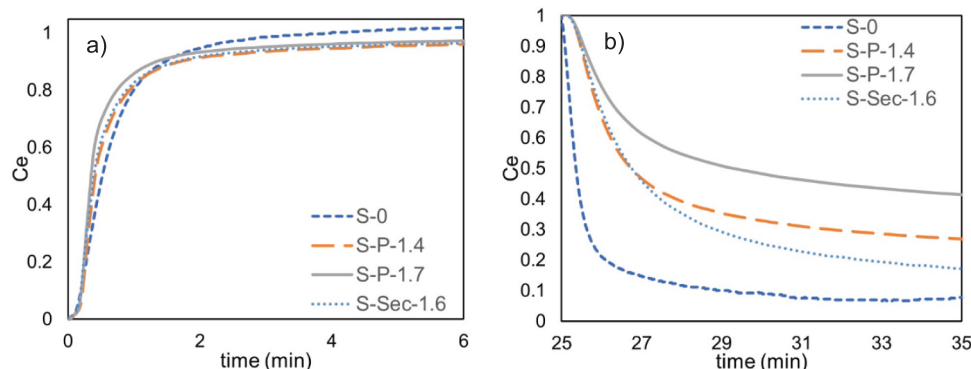 a)
1
0.8
0.6
0.4
0.2
0
Ce
0 2 4 6
time (min)
S-0
S-P-1.4
S-P-1.7
S-Sec-1.6
b)
1
0.9
0.8
0.7
0.6
0.5
0.4
0.3
0.2
0.1
0
Ce
25 27 29 31 33 35
time (min)
S-0
S-P-1.4
S-P-1.7
S-Sec-1.6